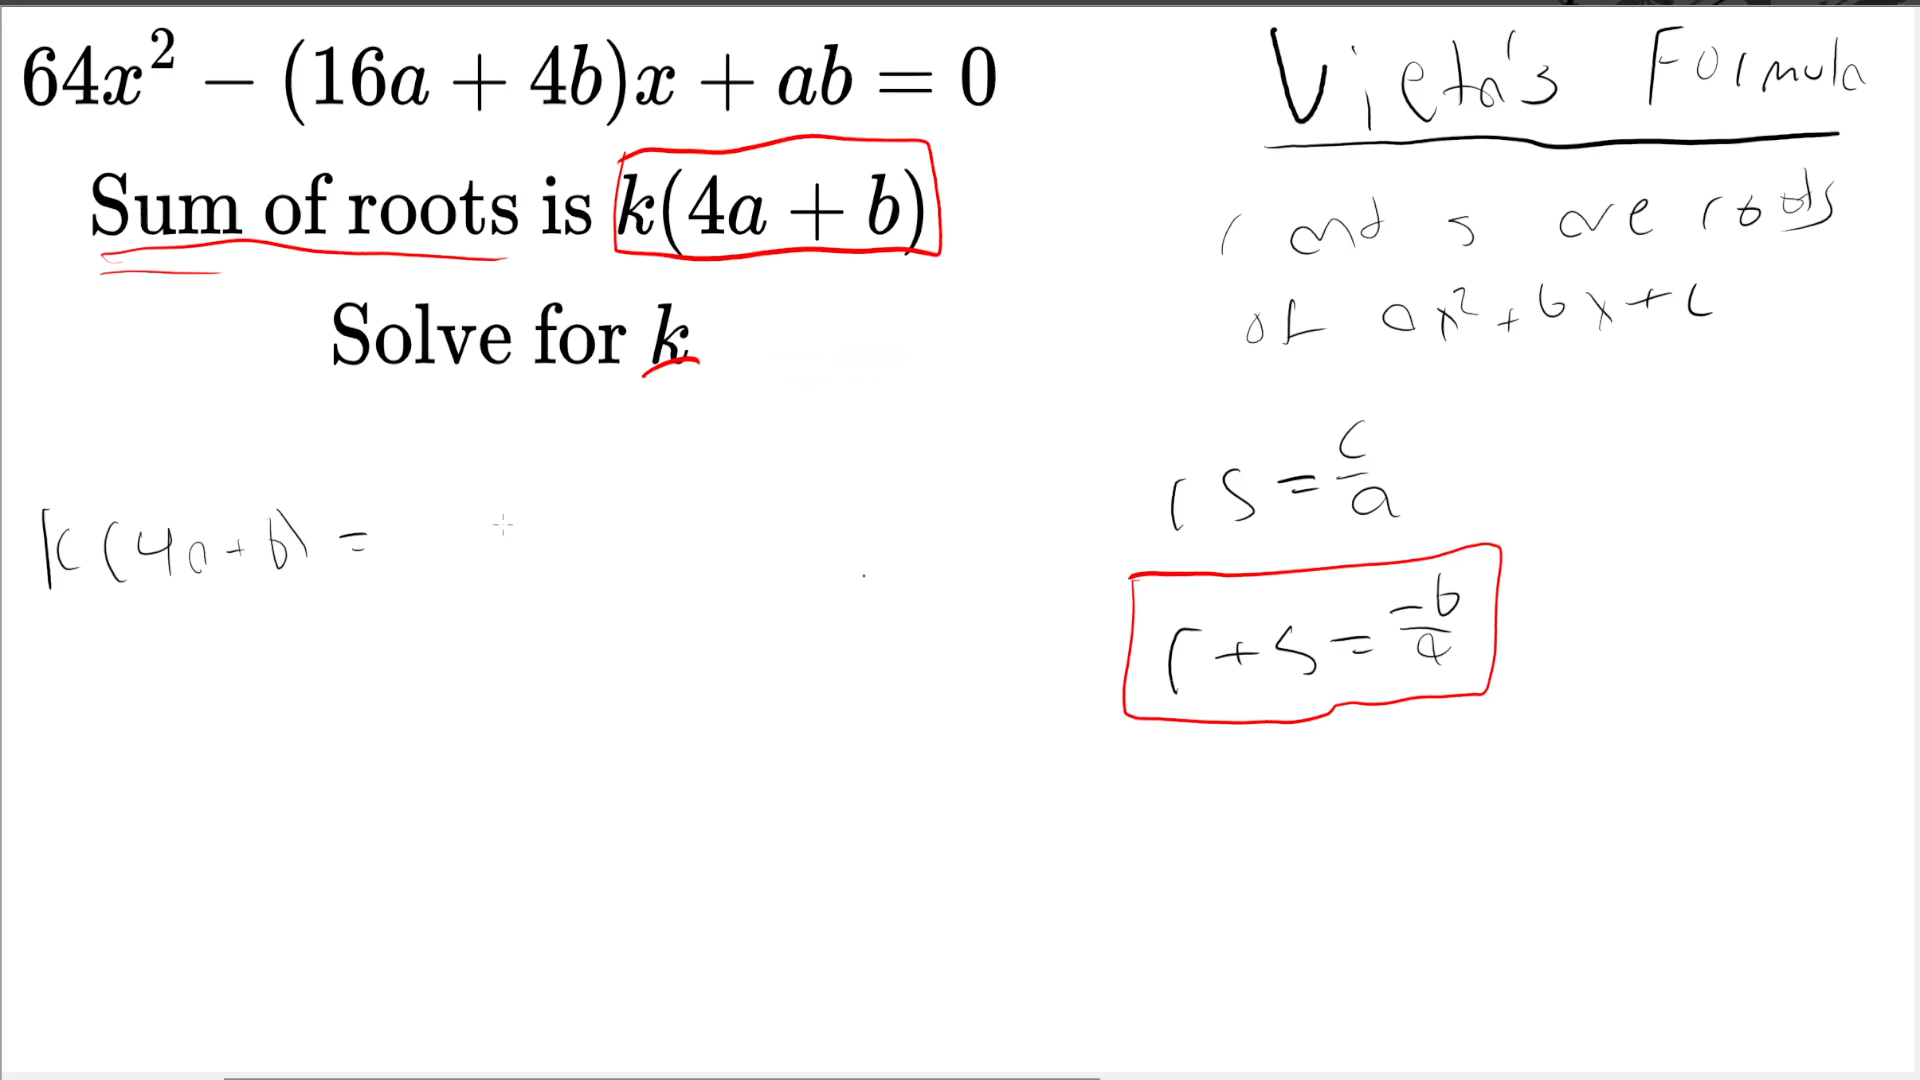 64x² − (16a + 4b)x + ab = 0
Sum of roots is k(4a + b)
Solve for k
k(4a + b) =
Vieta's Formula
r and s are roots
of ax² + bx + c
rs = c/a
r + s = -b/a